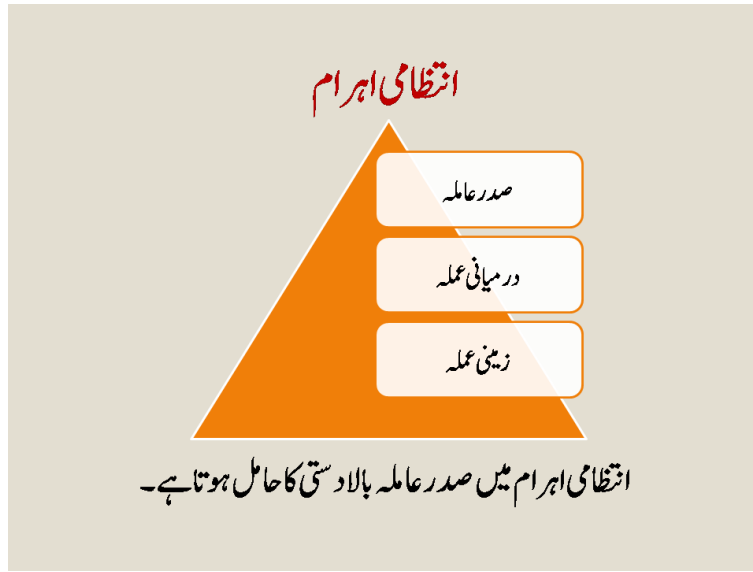 انتظامی اہرام
صدر عاملہ
درمیانی عملہ
زمینی عملہ
انتظامی اہرام میں صدر عاملہ بالادستی کا حامل ہوتا ہے۔